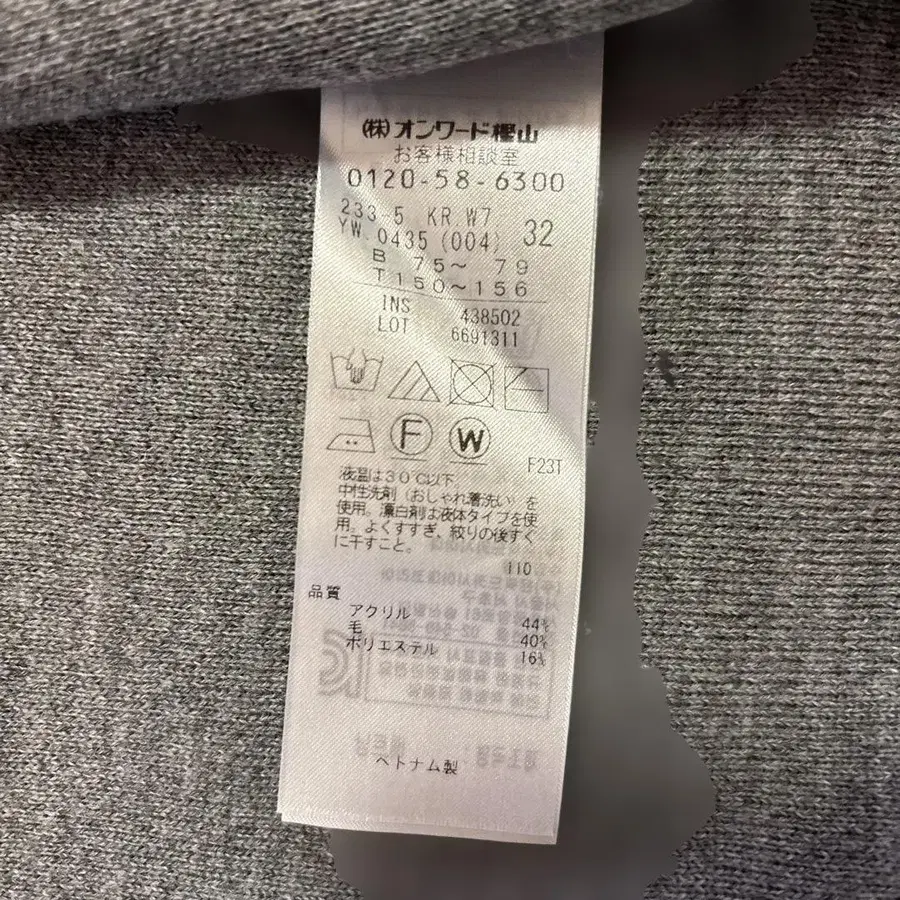 (株)オンワード樫山
お客様相談室
0120-58-6300
233-5 KR W7
YW. 0435 (004) 32
B 75～ 79
T 150～156
INS 438502
LOT 6691311
F W
F23T
液温は30℃以下、
中性洗剤（おしゃれ着洗い）を
使用。漂白剤は液体タイプを使
用。よくすすぎ、絞りの後すぐ
に干すこと。
110
品質
アクリル 44%
毛 40%
ポリエステル 16%
ベトナム製